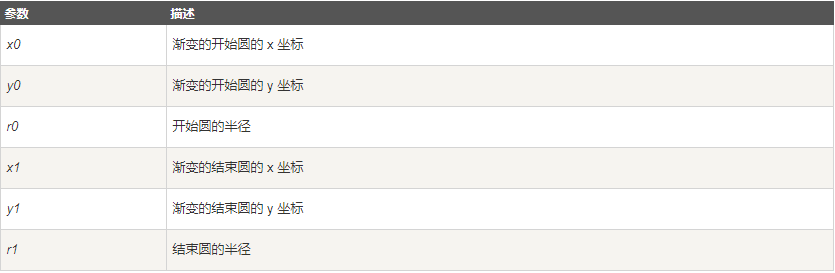 参数 描述
x0 渐变的开始圆的 x 坐标
y0 渐变的开始圆的 y 坐标
r0 开始圆的半径
x1 渐变的结束圆的 x 坐标
y1 渐变的结束圆的 y 坐标
r1 结束圆的半径